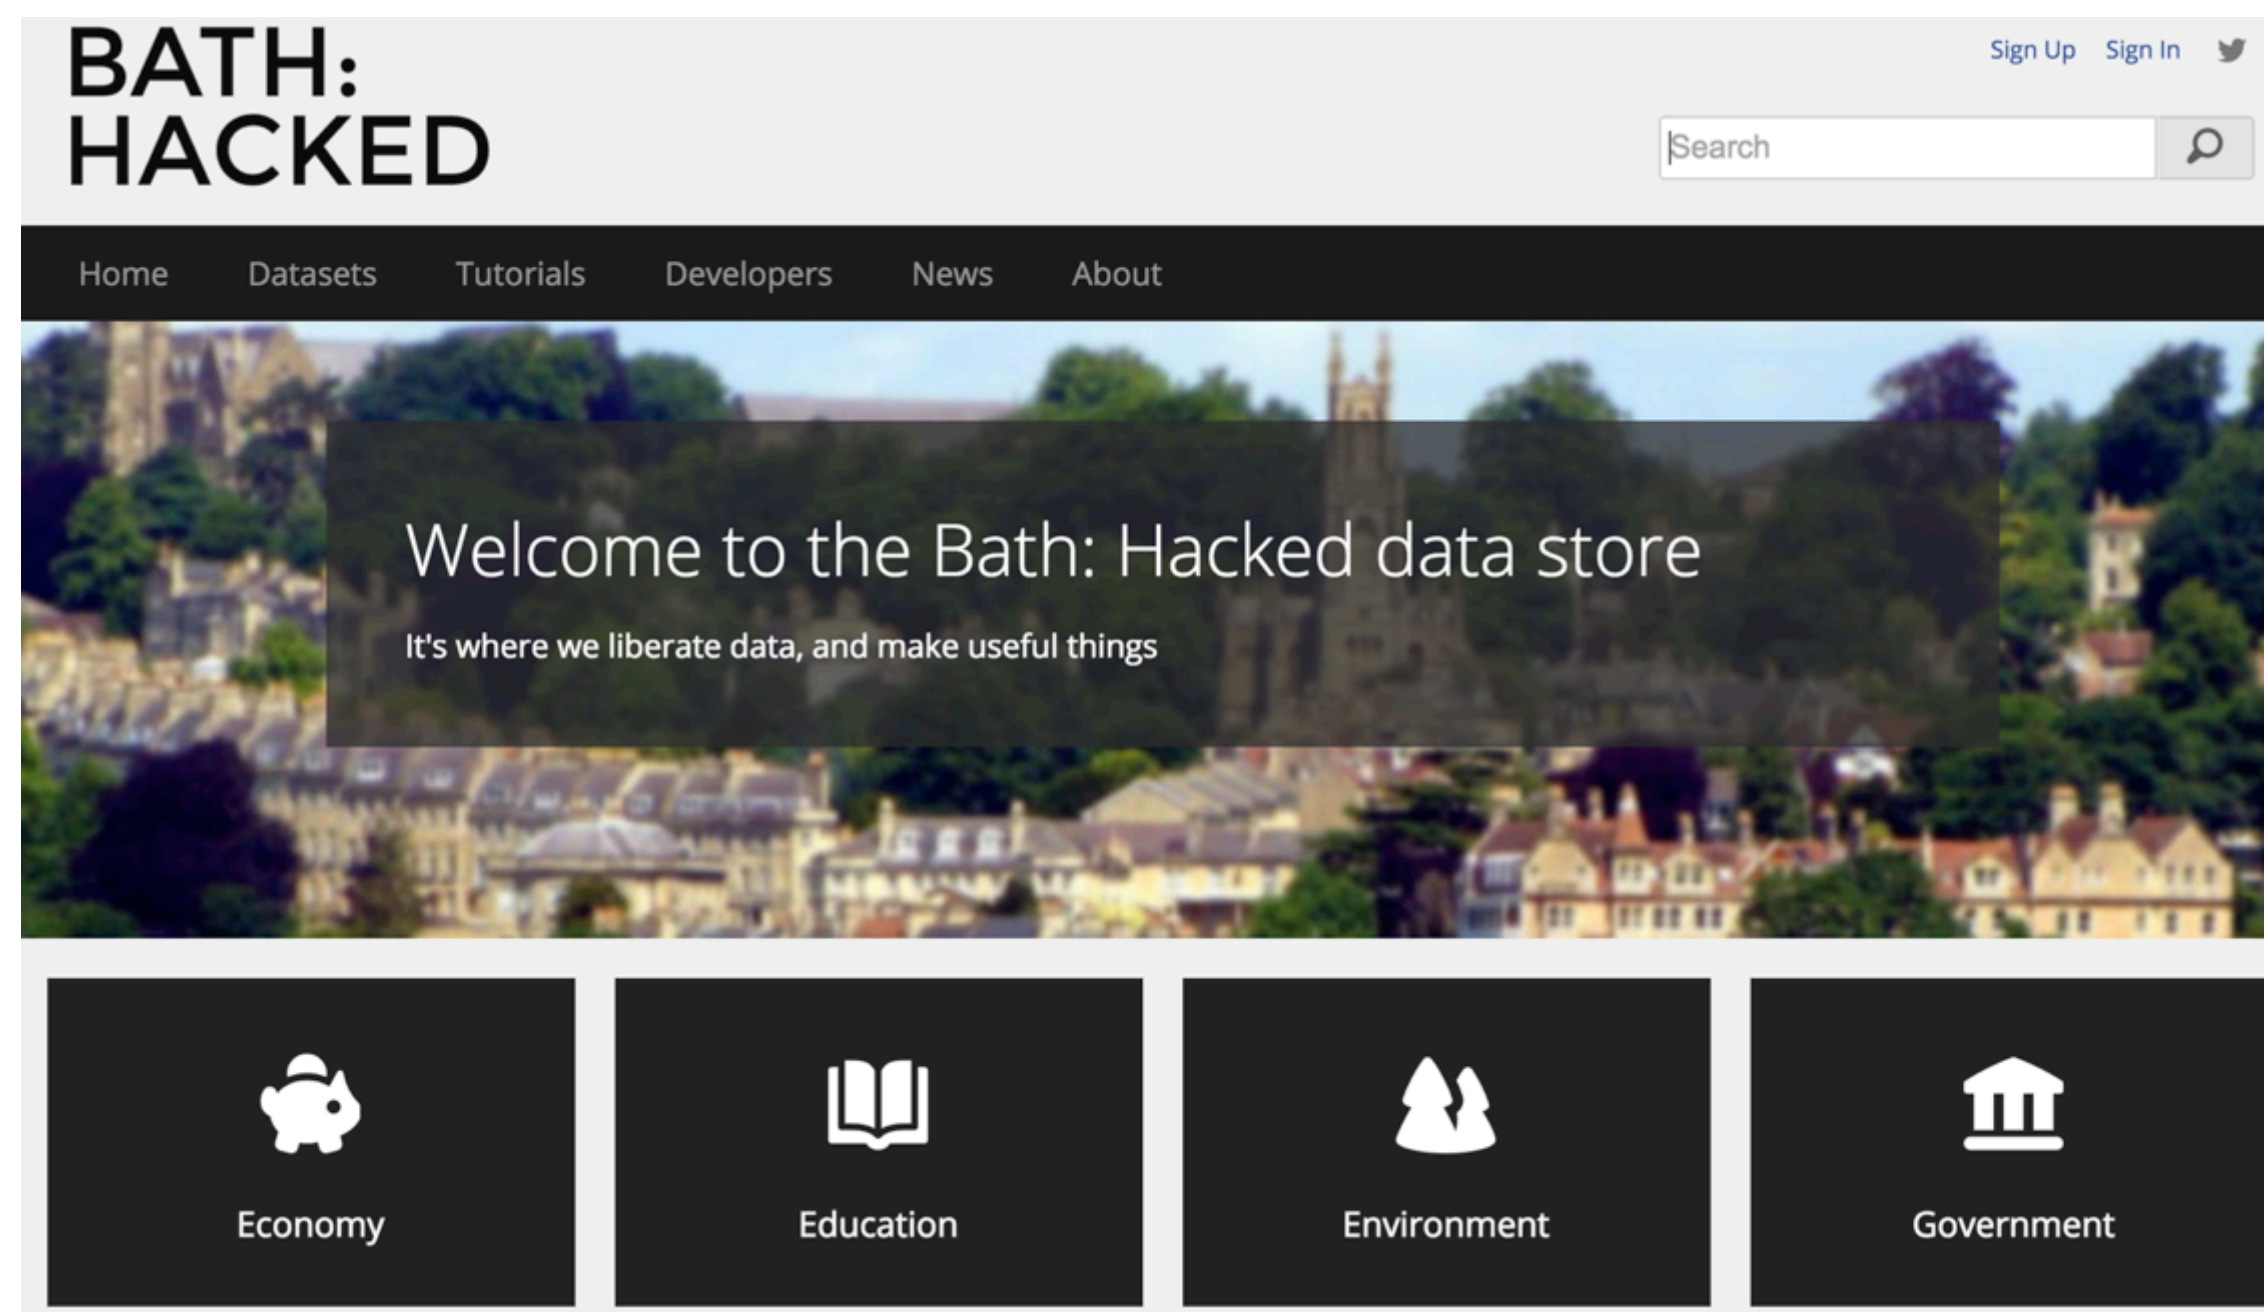 BATH:
HACKED
Sign Up Sign In
Search
Home Datasets Tutorials Developers News About
Welcome to the Bath: Hacked data store
It's where we liberate data, and make useful things
Economy Education Environment Government